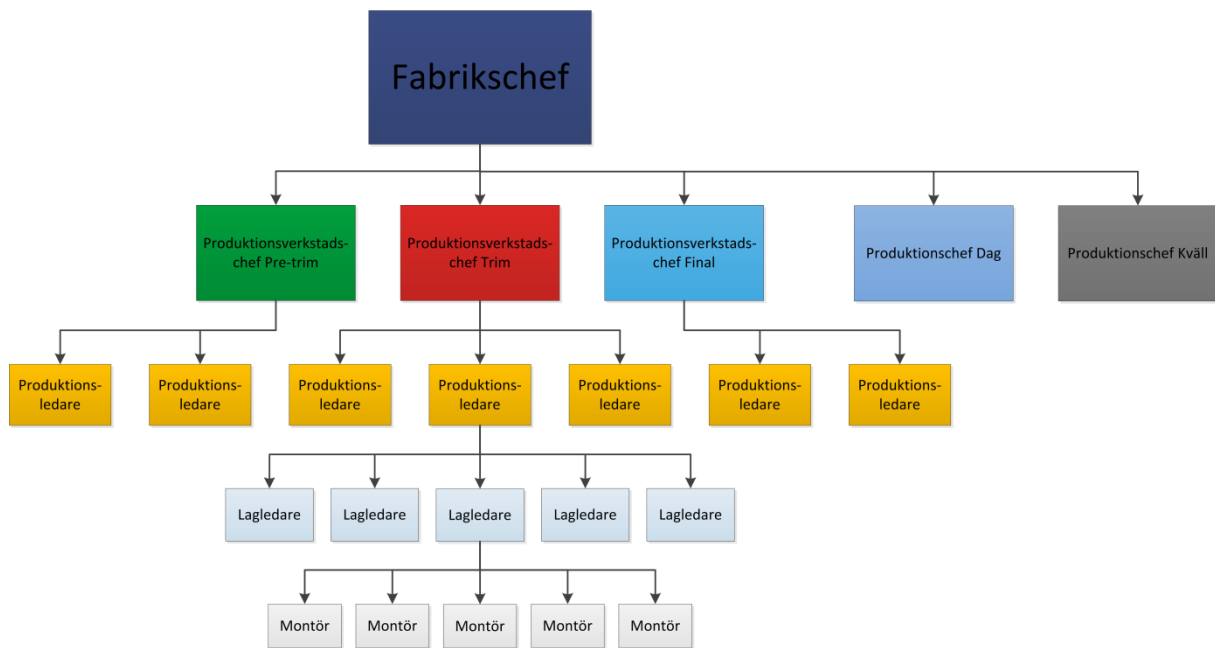 Fabrikschef
Produktionsverkstads-
chef Pre-trim
Produktionsverkstads-
chef Trim
Produktionsverkstads-
chef Final
Produktionschef Dag
Produktionschef Kväll
Produktions-
ledare
Produktions-
ledare
Produktions-
ledare
Produktions-
ledare
Produktions-
ledare
Produktions-
ledare
Produktions-
ledare
Lagledare
Lagledare
Lagledare
Lagledare
Lagledare
Montör
Montör
Montör
Montör
Montör